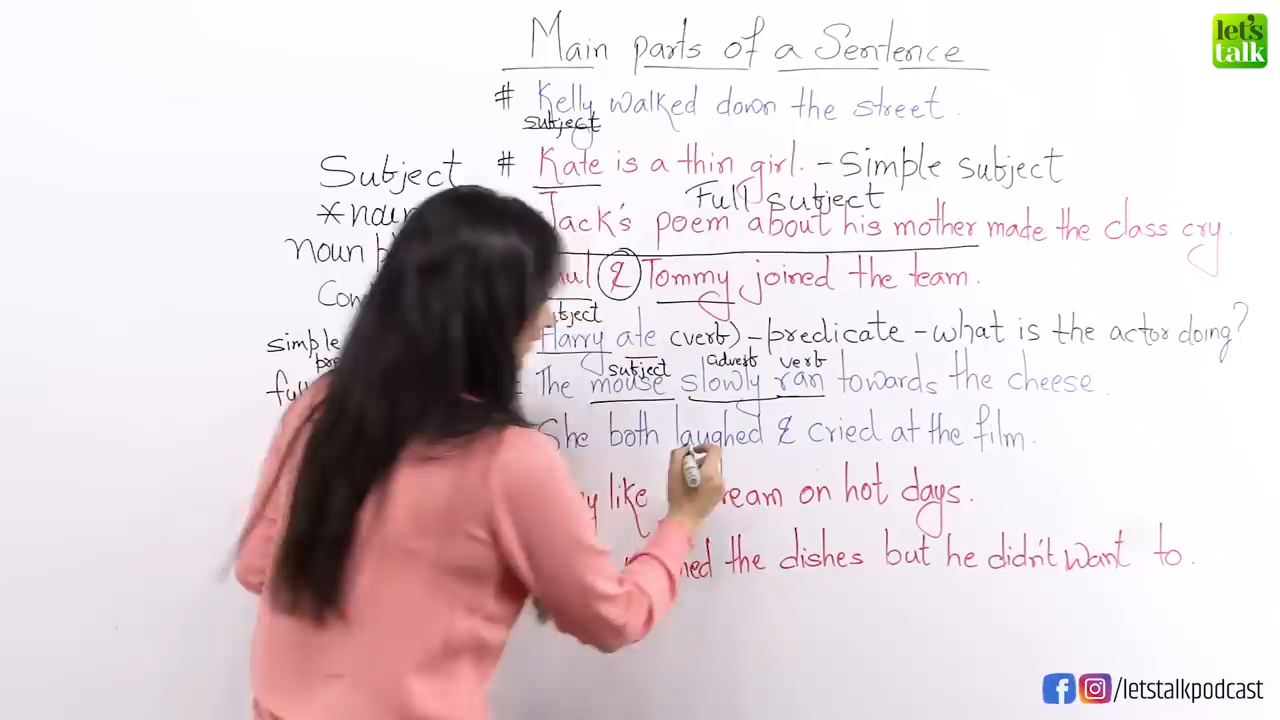 let's
talk
Main parts of a Sentence
# Kelly walked down the street.
subject
Subject
# Kate is a thin girl. - Simple subject
Full subject
*noun
Jack's poem about his mother made the class cry.
Noun
& Tommy joined the team.
Harry ate (verb) - predicate - what is the actor doing?
simple
subject adverb verb
The mouse slowly ran towards the cheese.
She both laughed & cried at the film.
like on hot days.
the dishes but he didn't want to.
/letstalkpodcast